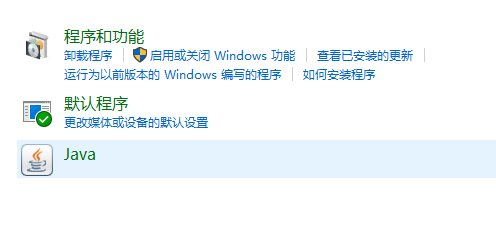 程序和功能
卸载程序 启用或关闭 Windows 功能 查看已安装的更新
运行为以前版本的 Windows 编写的程序 如何安装程序
默认程序
更改媒体或设备的默认设置
Java